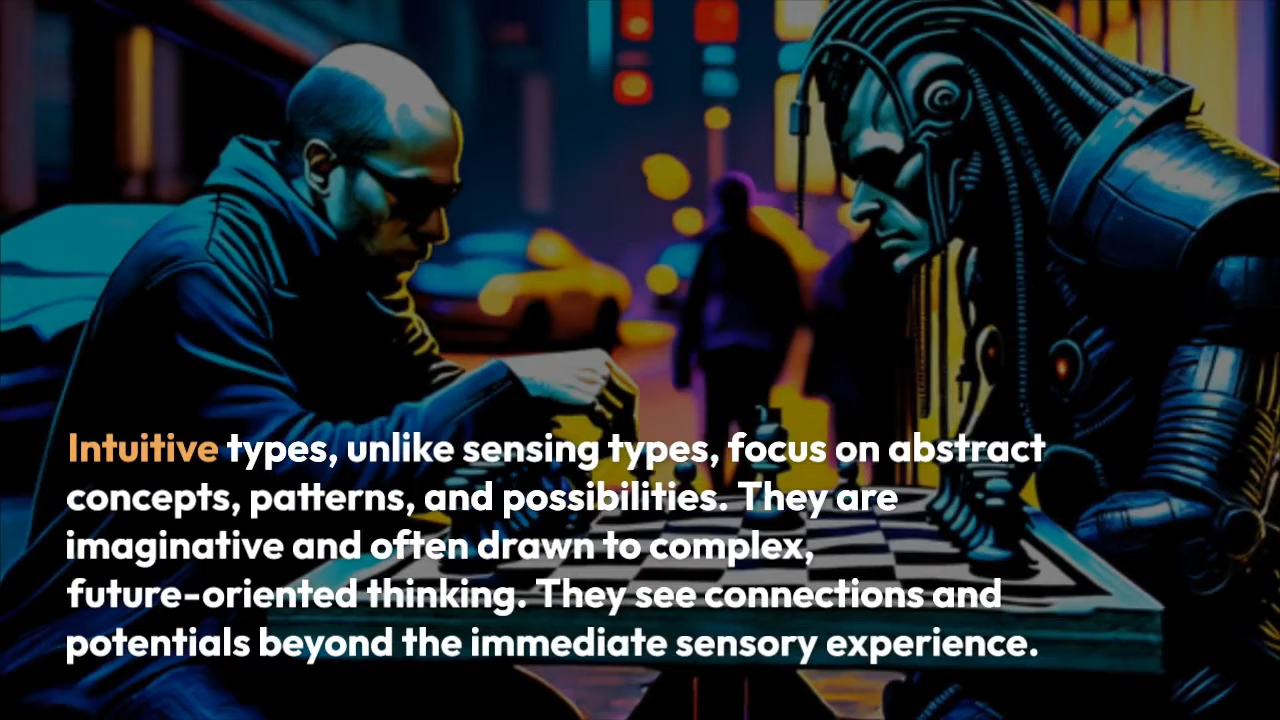 Intuitive types, unlike sensing types, focus on abstract
concepts, patterns, and possibilities. They are
imaginative and often drawn to complex,
future-oriented thinking. They see connections and
potentials beyond the immediate sensory experience.